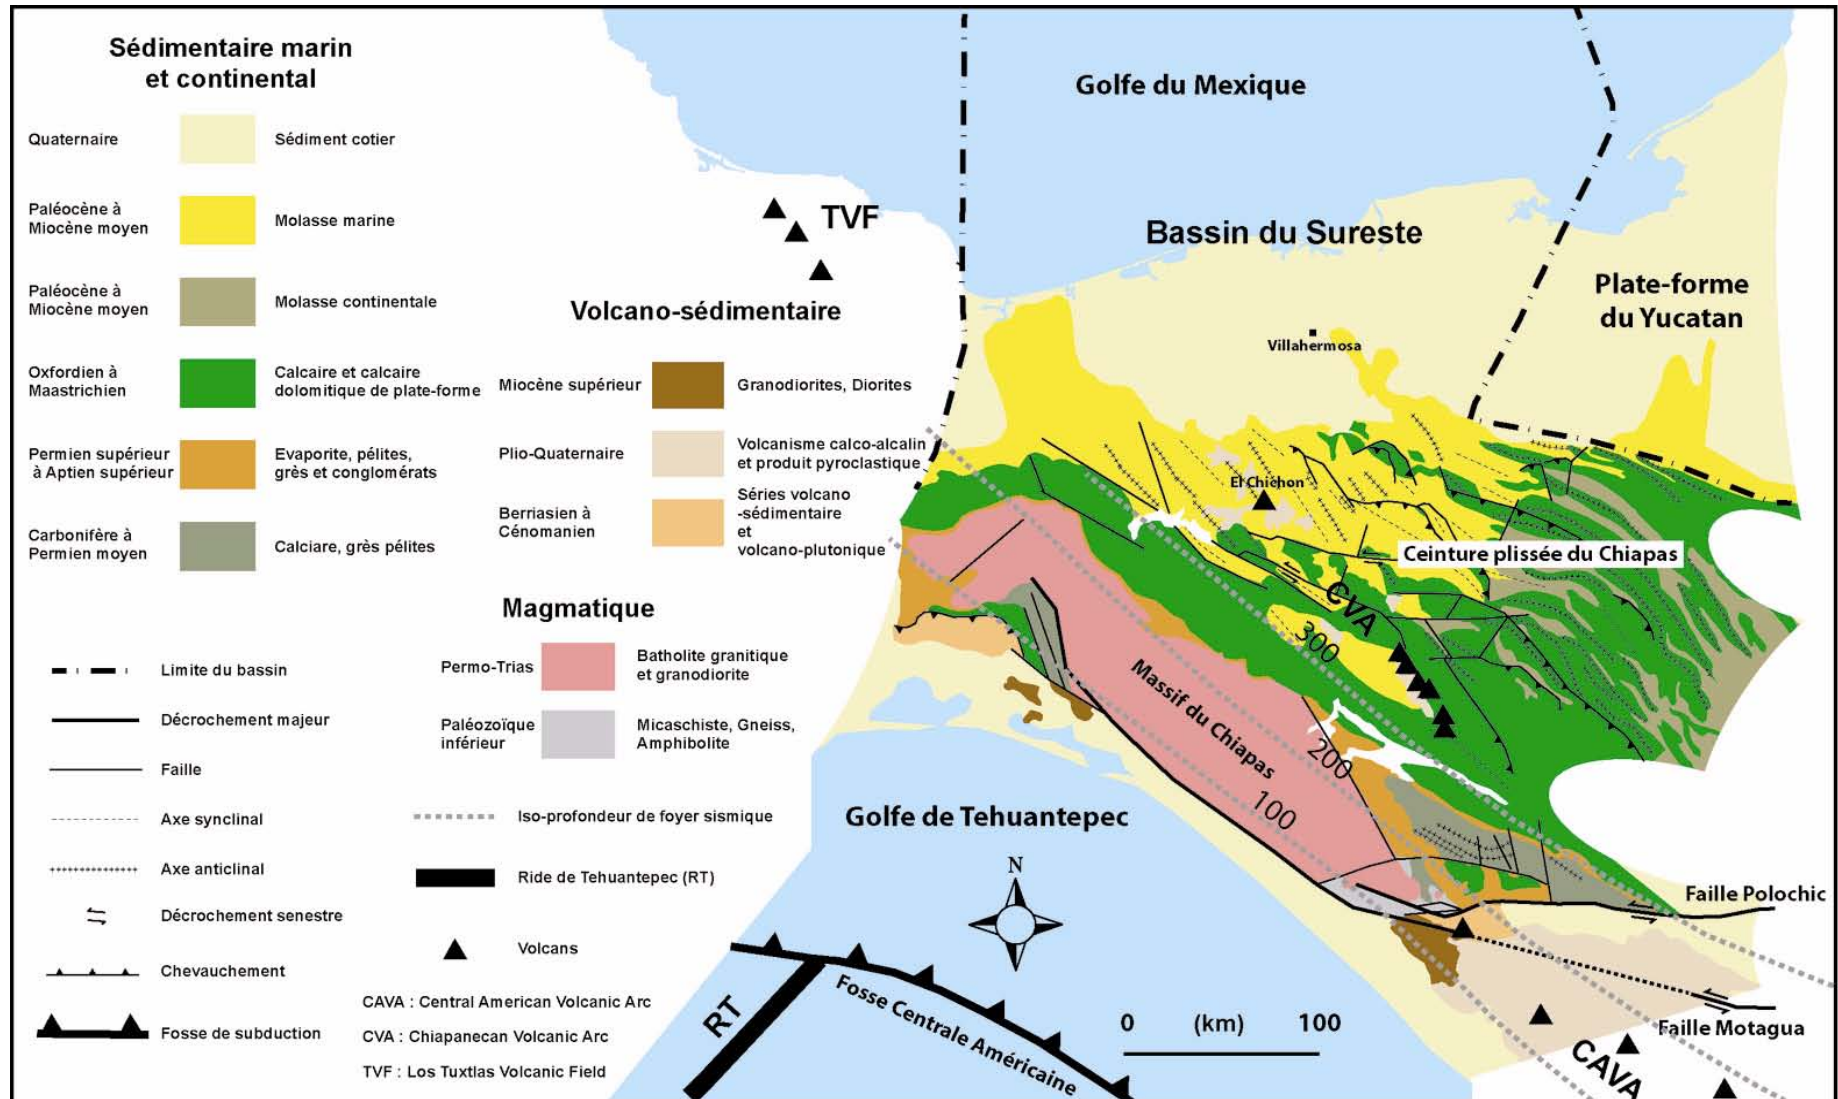 Sédimentaire marin
et continental
Quaternaire
Sédiment cotier
Paléocène à
Miocène moyen
Molasse marine
Paléocène à
Miocène moyen
Molasse continentale
Oxfordien à
Maastrichien
Calcaire et calcaire
dolomitique de plate-forme
Permien supérieur
à Aptien supérieur
Evaporite, pélites,
grès et conglomérats
Carbonifère à
Permien moyen
Calciare, grès pélites
Limite du bassin
Décrochement majeur
Faille
Axe synclinal
Axe anticlinal
Décrochement senestre
Chevauchement
Fosse de subduction
Volcano-sédimentaire
Miocène supérieur
Granodiorites, Diorites
Plio-Quaternaire
Volcanisme calco-alcalin
et produit pyroclastique
Berriasien à
Cénomanien
Séries volcano
-sédimentaire
et
volcano-plutonique
Magmatique
Permo-Trias
Batholite granitique
et granodiorite
Paléozoïque
inférieur
Micaschiste, Gneiss,
Amphibolite
Iso-profondeur de foyer sismique
Ride de Tehuantepec (RT)
Volcans
CAVA : Central American Volcanic Arc
CVA : Chiapanecan Volcanic Arc
TVF : Los Tuxtlas Volcanic Field
Golfe du Mexique
TVF
Bassin du Sureste
Plate-forme
du Yucatan
Villahermosa
El Chichon
Ceinture plissée du Chiapas
CVA
300
Massif du Chiapas
200
100
Golfe de Tehuantepec
N
Faille Polochic
RT
Fosse Centrale Américaine
0 (km) 100
Faille Motagua
CAVA